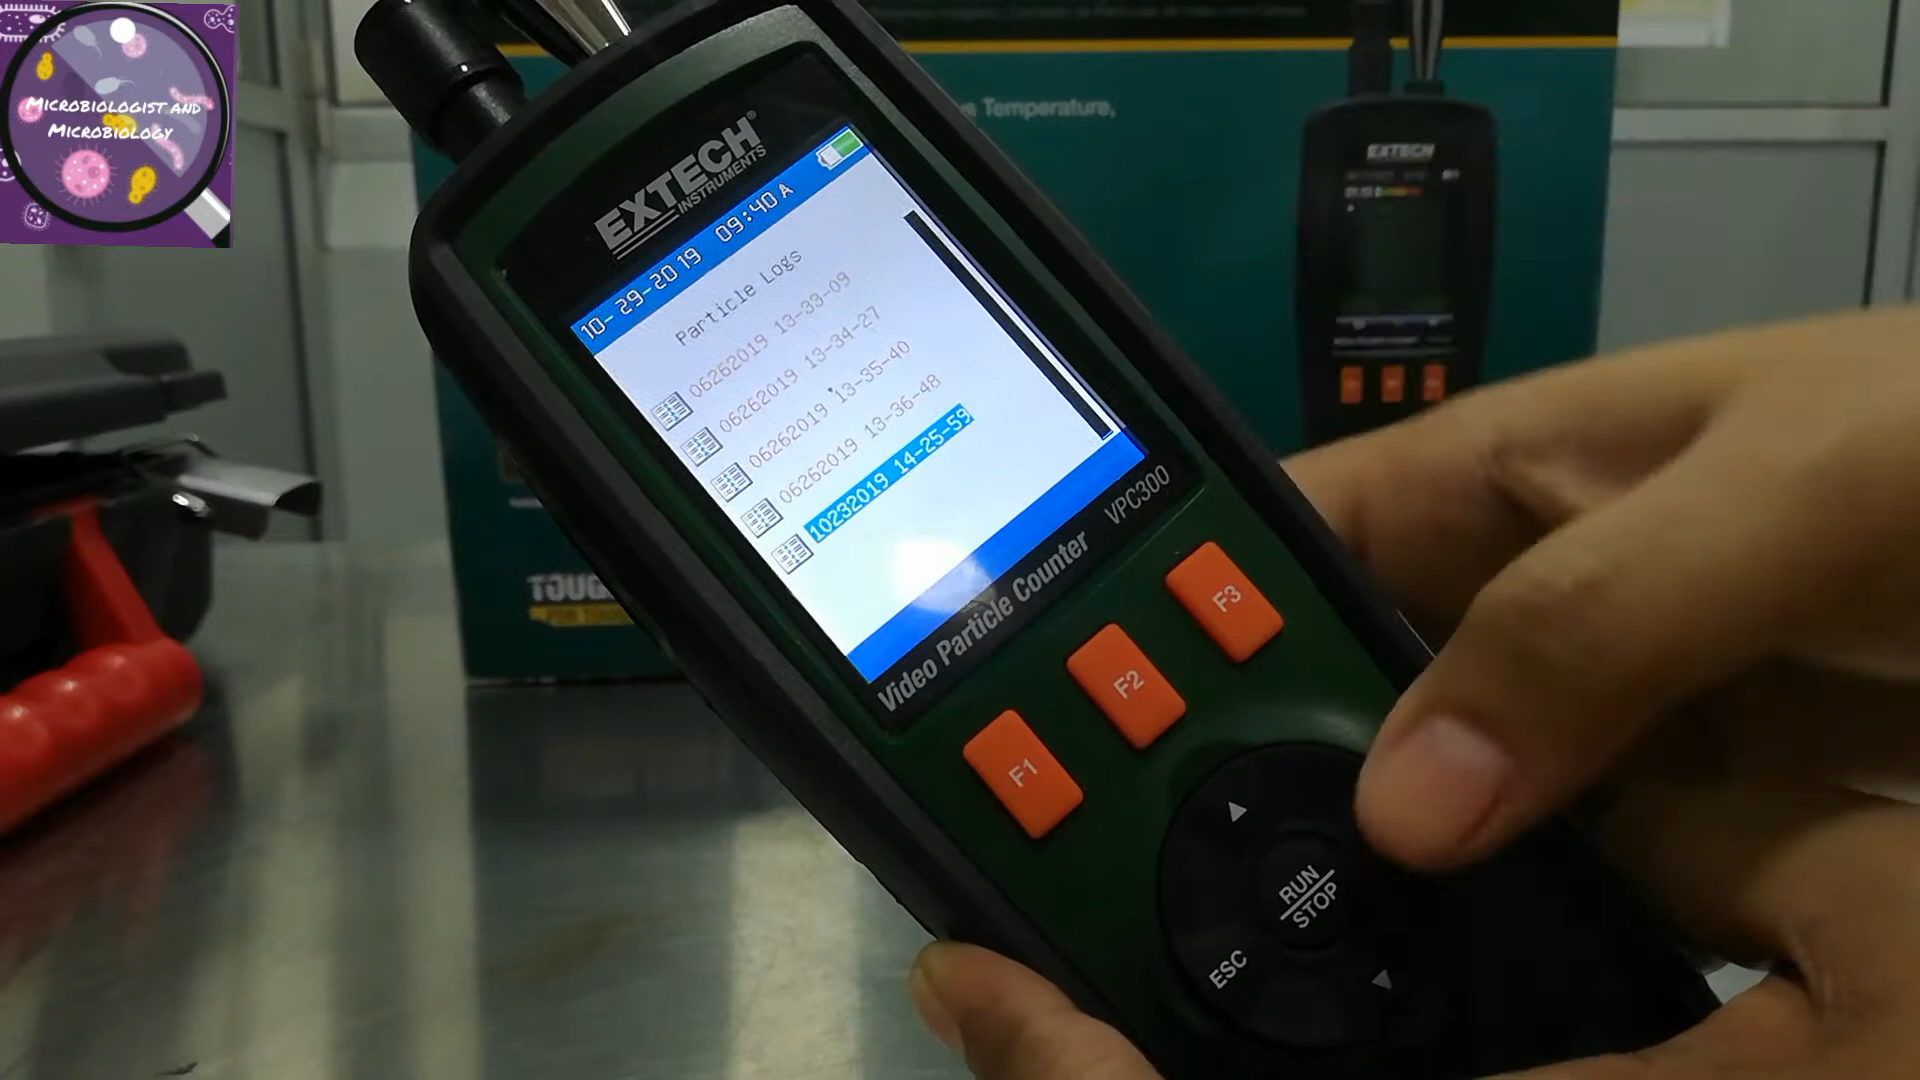 MICROBIOLOGIST AND
MICROBIOLOGY
EXTECH®
INSTRUMENTS
10-29-2019 09:40 A
Particle Logs
06262019 13-33-09
06262019 13-34-27
06262019 13-35-40
06262019 13-36-48
10232019 14-25-59
Video Particle Counter VPC300
F1
F2
F3
RUN
STOP
ESC
Temperature,
EXTECH
TOUG